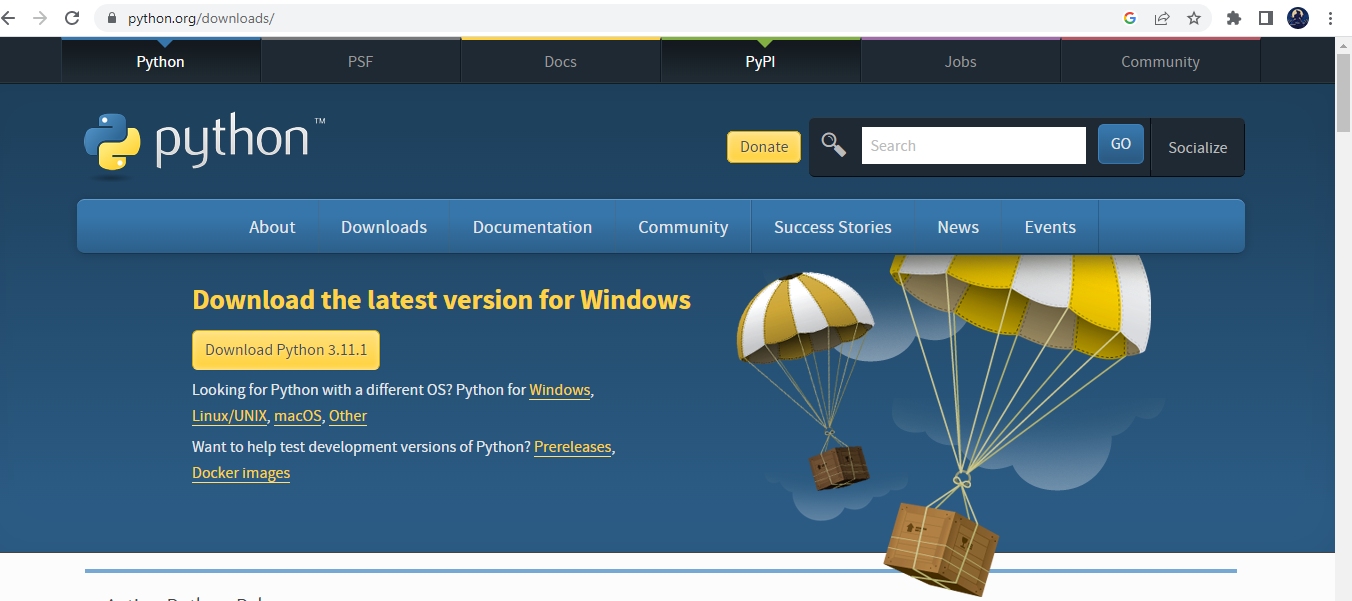 python.org/downloads/
Python PSF Docs PyPI Jobs Community
python™
Donate Search GO Socialize
About Downloads Documentation Community Success Stories News Events
Download the latest version for Windows
Download Python 3.11.1
Looking for Python with a different OS? Python for Windows,
Linux/UNIX, macOS, Other
Want to help test development versions of Python? Prereleases,
Docker images